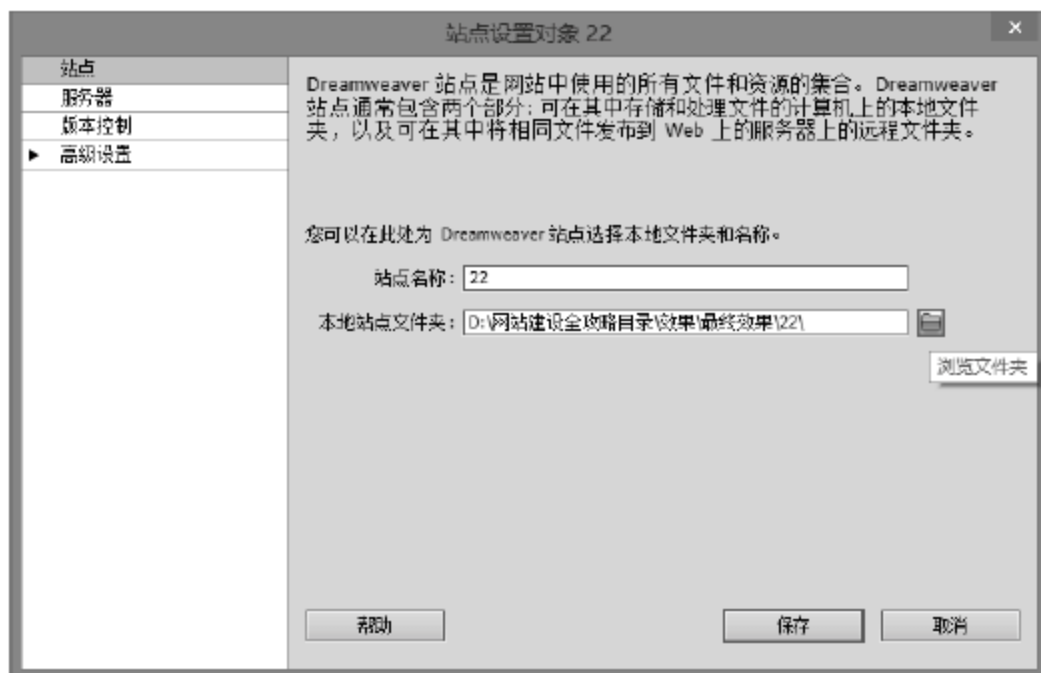 站点设置对象 22
×
站点
服务器
版本控制
高级设置
Dreamweaver 站点是网站中使用的所有文件和资源的集合。Dreamweaver
站点通常包含两个部分: 可在其中存储和处理文件的计算机上的本地文件
夹，以及可在其中将相同文件发布到 Web 上的服务器上的远程文件夹。
您可以在此处为 Dreamweaver 站点选择本地文件夹和名称。
站点名称: 22
本地站点文件夹: D:\网站建设全攻略目录\效果\最终效果\22\
浏览文件夹
帮助 保存 取消